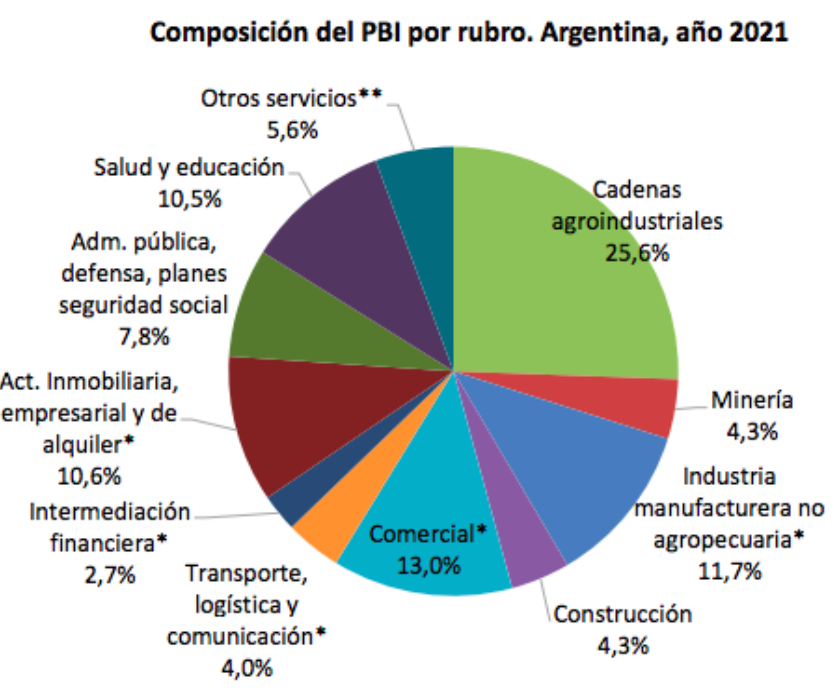 Composición del PBI por rubro. Argentina, año 2021
Otros servicios**
5,6%
Salud y educación
10,5%
Adm. pública,
defensa, planes
seguridad social
7,8%
Act. Inmobiliaria,
empresarial y de
alquiler*
10,6%
Intermediación
financiera*
2,7%
Transporte,
logística y
comunicación*
4,0%
Comercial*
13,0%
Construcción
4,3%
Industria
manufacturera no
agropecuaria*
11,7%
Minería
4,3%
Cadenas
agroindustriales
25,6%